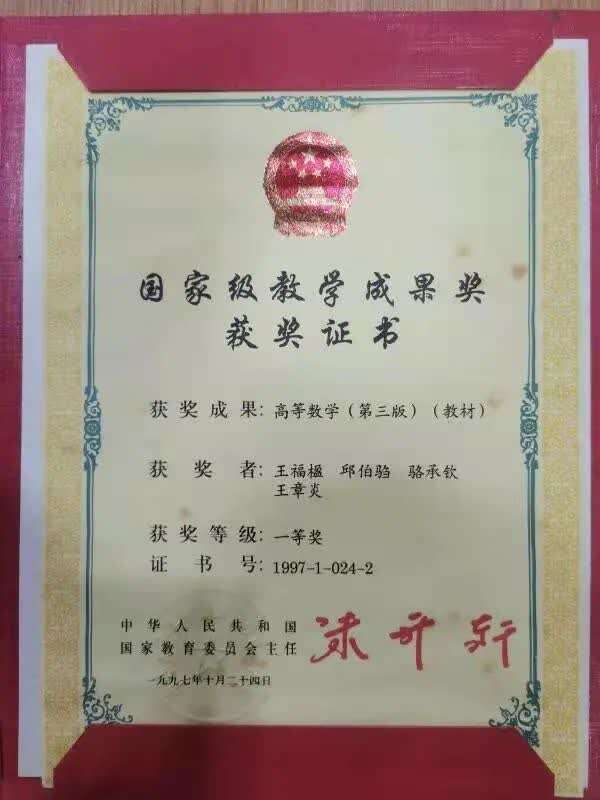 国家级教学成果奖
获奖证书
获奖成果：高等数学（第三版）（教材）
获奖者：王福楹 邱伯驺 骆承钦
王章炎
获奖等级：一等奖
证书号：1997-1-024-2
中华人民共和国
国家教育委员会主任
朱开轩
一九九七年十月二十四日